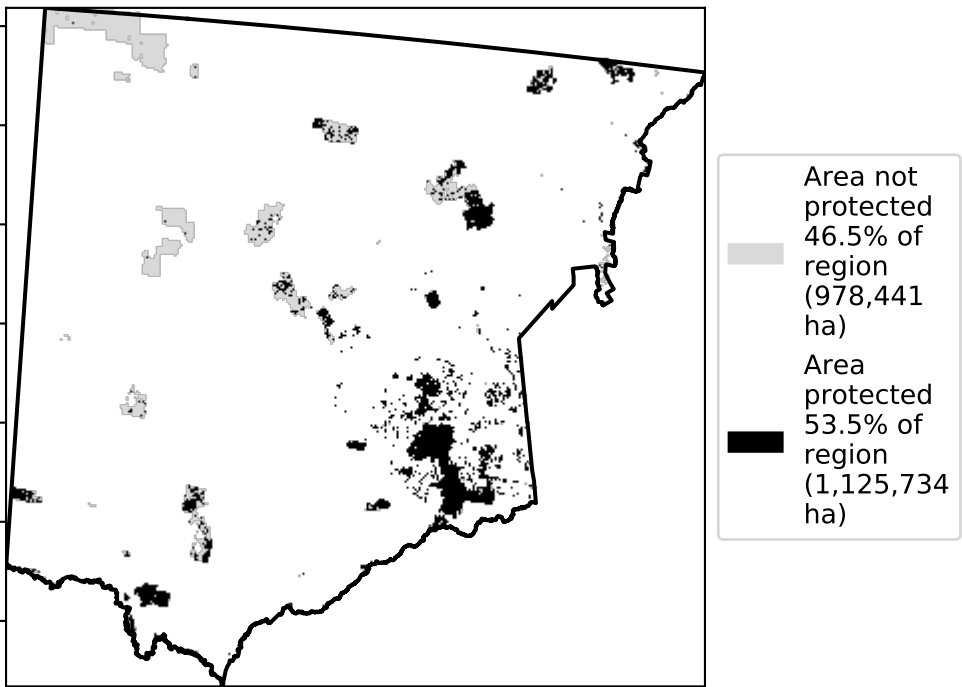 Area not
protected
46.5% of
region
(978,441
ha)
Area
protected
53.5% of
region
(1,125,734
ha)